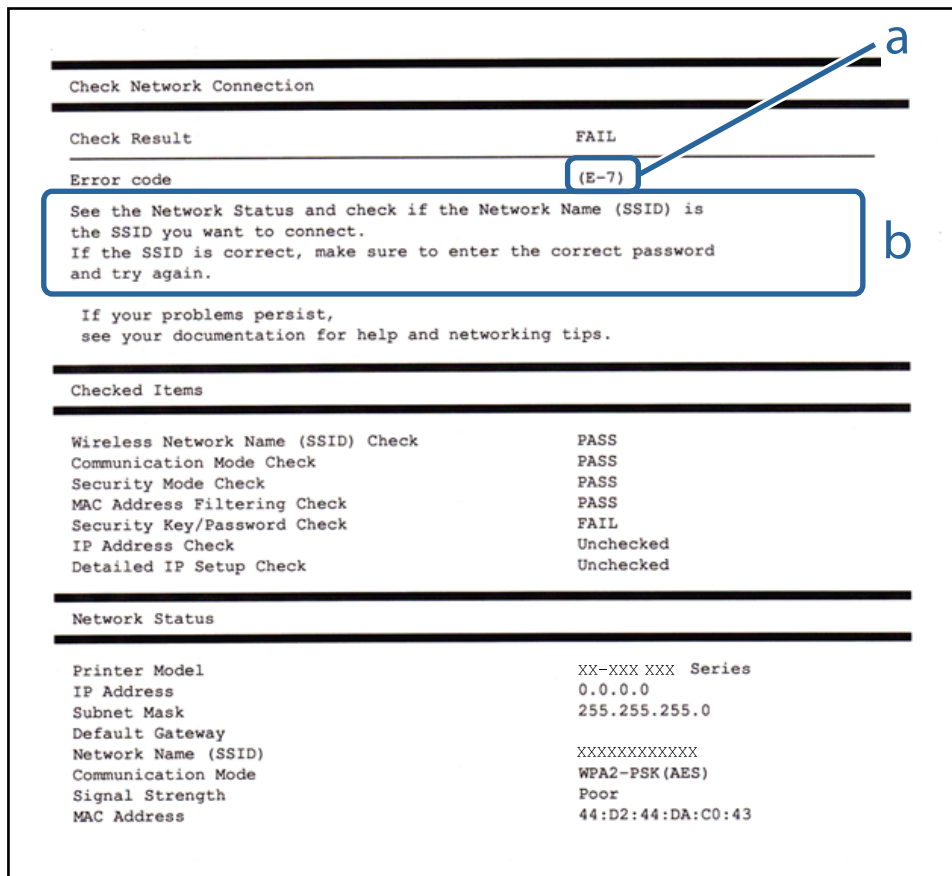 a
Check Network Connection
Check Result FAIL
Error code (E-7)
See the Network Status and check if the Network Name (SSID) is
the SSID you want to connect.
If the SSID is correct, make sure to enter the correct password
and try again.
b
If your problems persist,
see your documentation for help and networking tips.
Checked Items
Wireless Network Name (SSID) Check PASS
Communication Mode Check PASS
Security Mode Check PASS
MAC Address Filtering Check PASS
Security Key/Password Check FAIL
IP Address Check Unchecked
Detailed IP Setup Check Unchecked
Network Status
Printer Model XX-XXX XXX Series
IP Address 0.0.0.0
Subnet Mask 255.255.255.0
Default Gateway
Network Name (SSID) XXXXXXXXXXXX
Communication Mode WPA2-PSK(AES)
Signal Strength Poor
MAC Address 44:D2:44:DA:C0:43